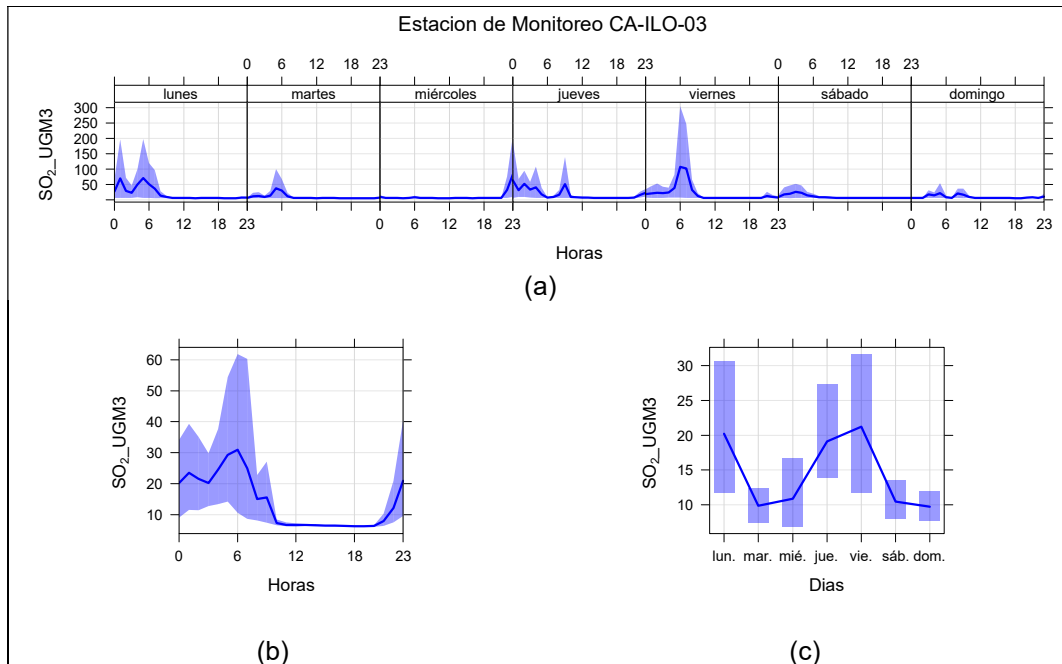 Estacion de Monitoreo CA-ILO-03
0 6 12 18 23 0 6 12 18 23 0 6 12 18 23
lunes martes miércoles jueves viernes sábado domingo
SO2_UGM3
300
250
200
150
100
50
0 6 12 18 23 0 6 12 18 23 0 6 12 18 23 0 6 12 18 23
Horas
(a)
SO2_UGM3
60
50
40
30
20
10
0 6 12 18 23
Horas
(b)
SO2_UGM3
30
25
20
15
10
lun. mar. mié. jue. vie. sáb. dom.
Dias
(c)